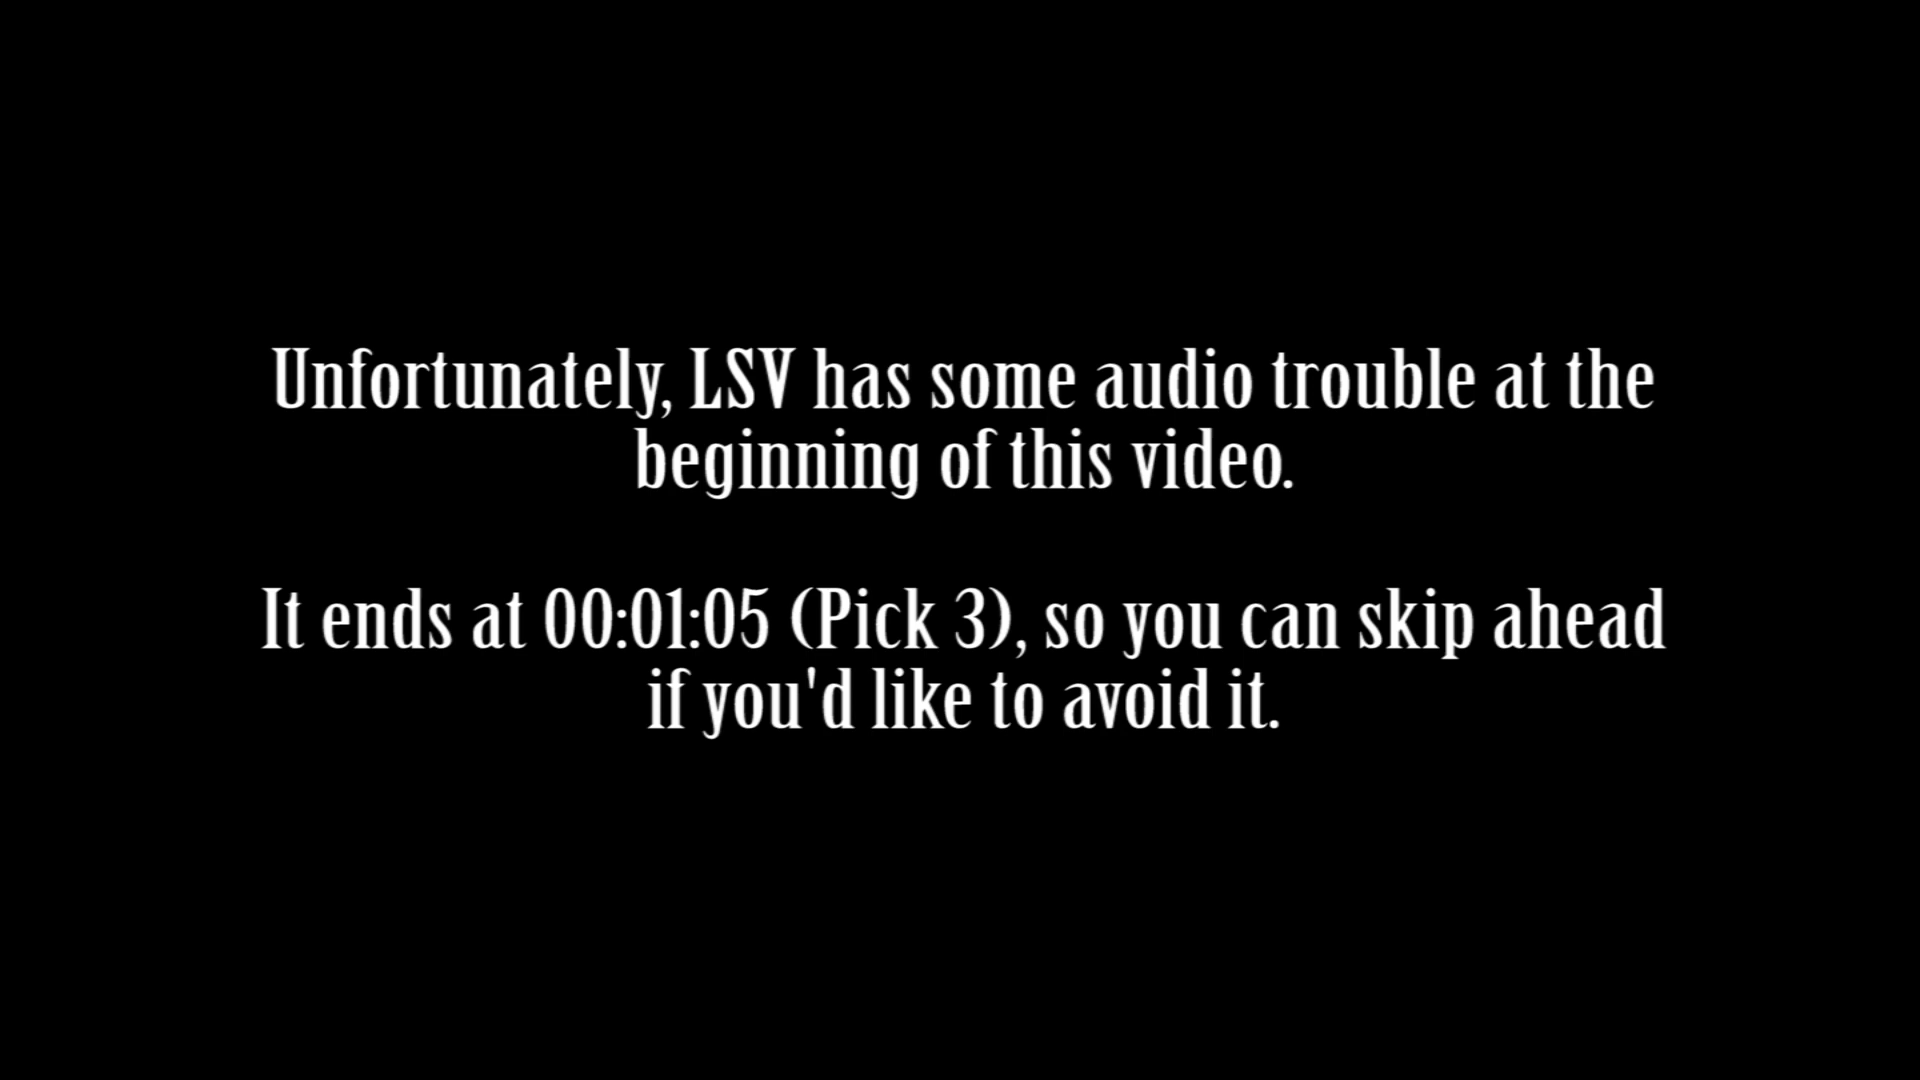 Unfortunately, LSV has some audio trouble at the
beginning of this video.
It ends at 00:01:05 (Pick 3), so you can skip ahead
if you'd like to avoid it.